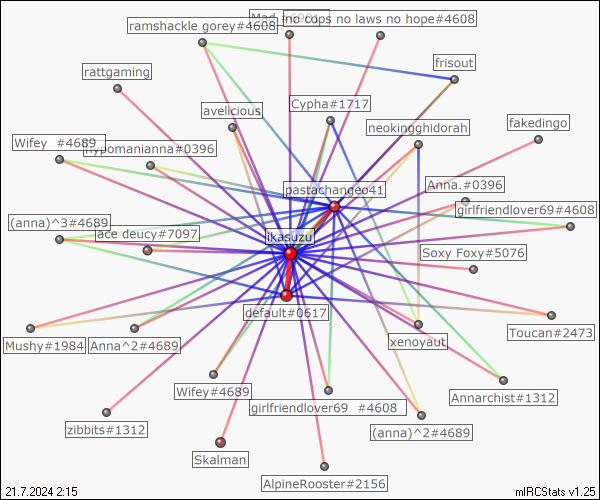 Mad
no cops no laws no hope#4608
ramshackle gorey#4608
frisout
rattgaming
Cypha#1717
avelicious
fakedingo
neokingghidorah
Wifey_#4689
hypomanianna#0396
pastachangeo41
Anna.#0396
girlfriendlover69#4608
(anna)^3#4689
ace deucy#7097
ikasuzu
Soxy Foxy#5076
default#0617
Mushy#1984
Anna^2#4689
xenoyaut
Toucan#2473
Wifey#4689
girlfriendlover69_#4608
Annarchist#1312
zibbits#1312
(anna)^2#4689
Skalman
AlpineRooster#2156
21.7.2024 2:15
mIRCStats v1.25